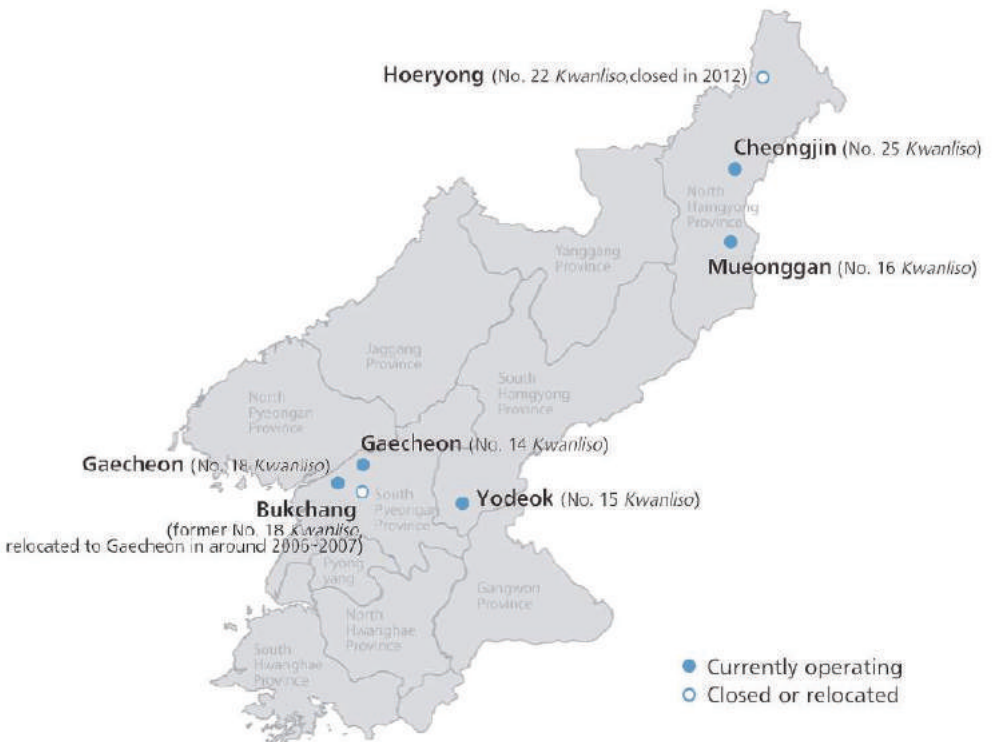 Hoeryong (No. 22 Kwanliso,closed in 2012)
Cheongjin (No. 25 Kwanliso)
North
Hamgyong
Province
Yanggang
Province
Mueonggan (No. 16 Kwanliso)
Jaggang
Province
South
Hamgyong
Province
North
Pyeongan
Province
Gaecheon (No. 14 Kwanliso)
Gaecheon (No. 18 Kwanliso)
South
Pyeongan
Province
Yodeok (No. 15 Kwanliso)
Bukchang
(former No. 18 Kwanliso,
relocated to Gaecheon in around 2006~2007)
Pyong
yang
Gangwon
Province
North
Hwanghae
Province
South
Hwanghae
Province
Currently operating
Closed or relocated